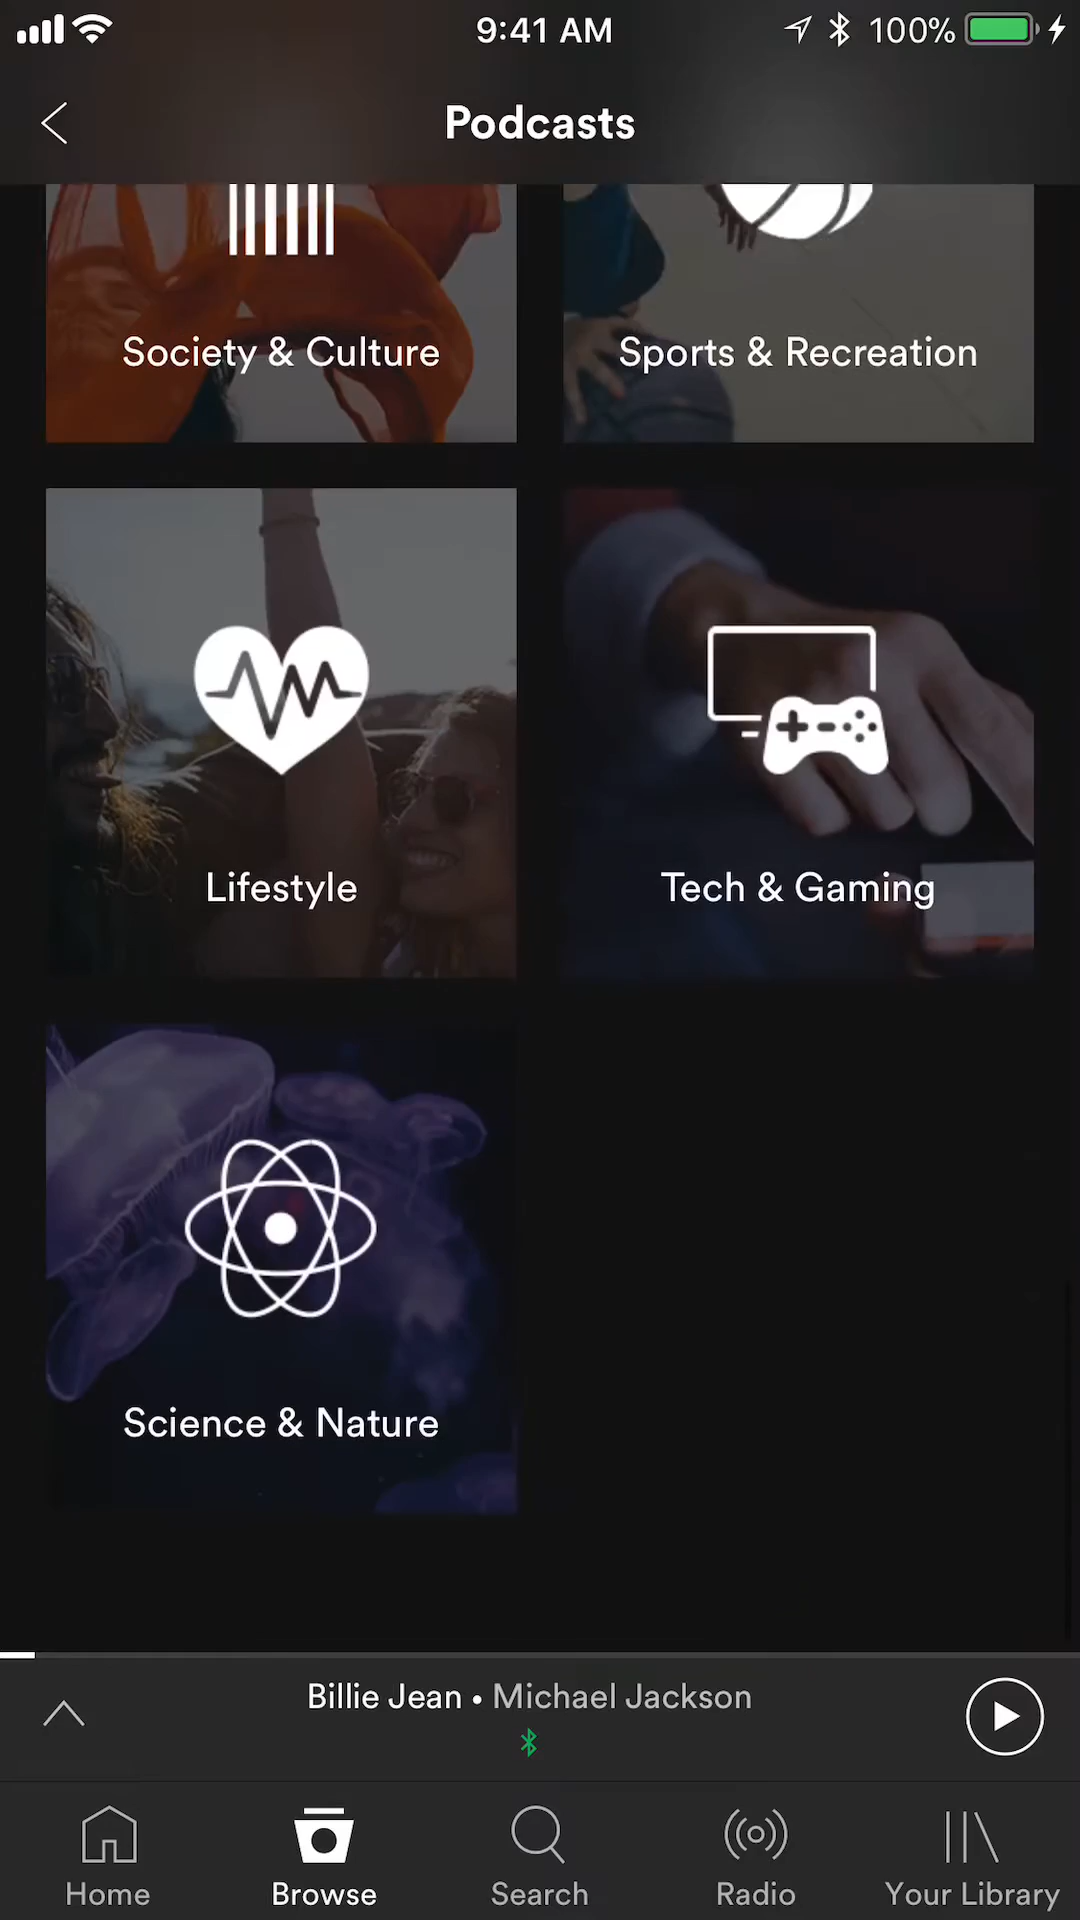 9:41 AM 100%
Podcasts
Society & Culture
Sports & Recreation
Lifestyle
Tech & Gaming
Science & Nature
Billie Jean • Michael Jackson
Home
Browse
Search
Radio
Your Library